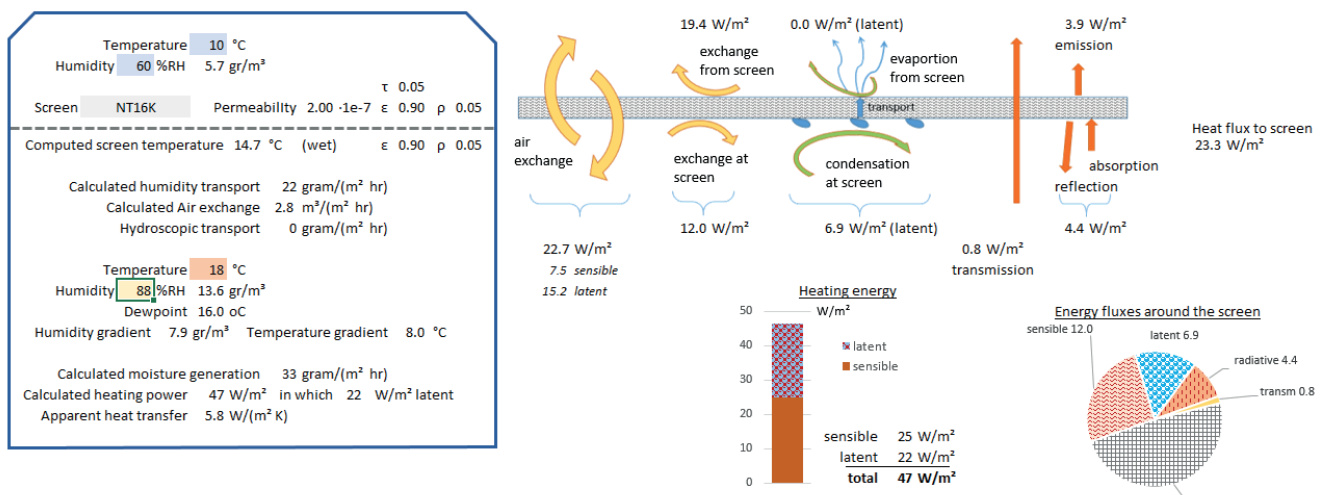 Temperature 10 °C
Humidity 60 %RH 5.7 gr/m³
τ 0.05
Screen NT16K Permeability 2.00 ·1e-7 ε 0.90 ρ 0.05
Computed screen temperature 14.7 °C (wet) ε 0.90 ρ 0.05
Calculated humidity transport 22 gram/(m² hr)
Calculated Air exchange 2.8 m³/(m² hr)
Hydroscopic transport 0 gram/(m² hr)
Temperature 18 °C
Humidity 88 %RH 13.6 gr/m³
Dewpoint 16.0 oC
Humidity gradient 7.9 gr/m³ Temperature gradient 8.0 °C
Calculated moisture generation 33 gram/(m² hr)
Calculated heating power 47 W/m² in which 22 W/m² latent
Apparent heat transfer 5.8 W/(m² K)
19.4 W/m²
exchange
from screen
0.0 W/m² (latent)
evaportion
from screen
transport
3.9 W/m²
emission
air
exchange
exchange at
screen
condensation
at screen
absorption
reflection
Heat flux to screen
23.3 W/m²
22.7 W/m²
7.5 sensible
15.2 latent
12.0 W/m²
6.9 W/m² (latent)
0.8 W/m²
transmission
4.4 W/m²
Heating energy
W/m²
50
40
30
20
10
0
latent
sensible
sensible 25 W/m²
latent 22 W/m²
total 47 W/m²
Energy fluxes around the screen
sensible 12.0
latent 6.9
radiative 4.4
transm 0.8